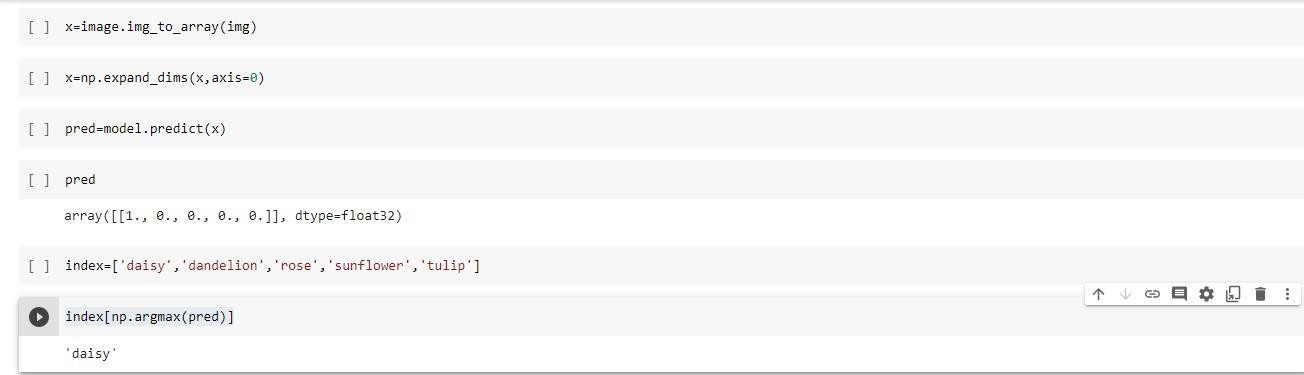 [ ] x=image.img_to_array(img)
[ ] x=np.expand_dims(x,axis=0)
[ ] pred=model.predict(x)
[ ] pred
array([[1., 0., 0., 0., 0.]], dtype=float32)
[ ] index=['daisy','dandelion','rose','sunflower','tulip']
index[np.argmax(pred)]
'daisy'